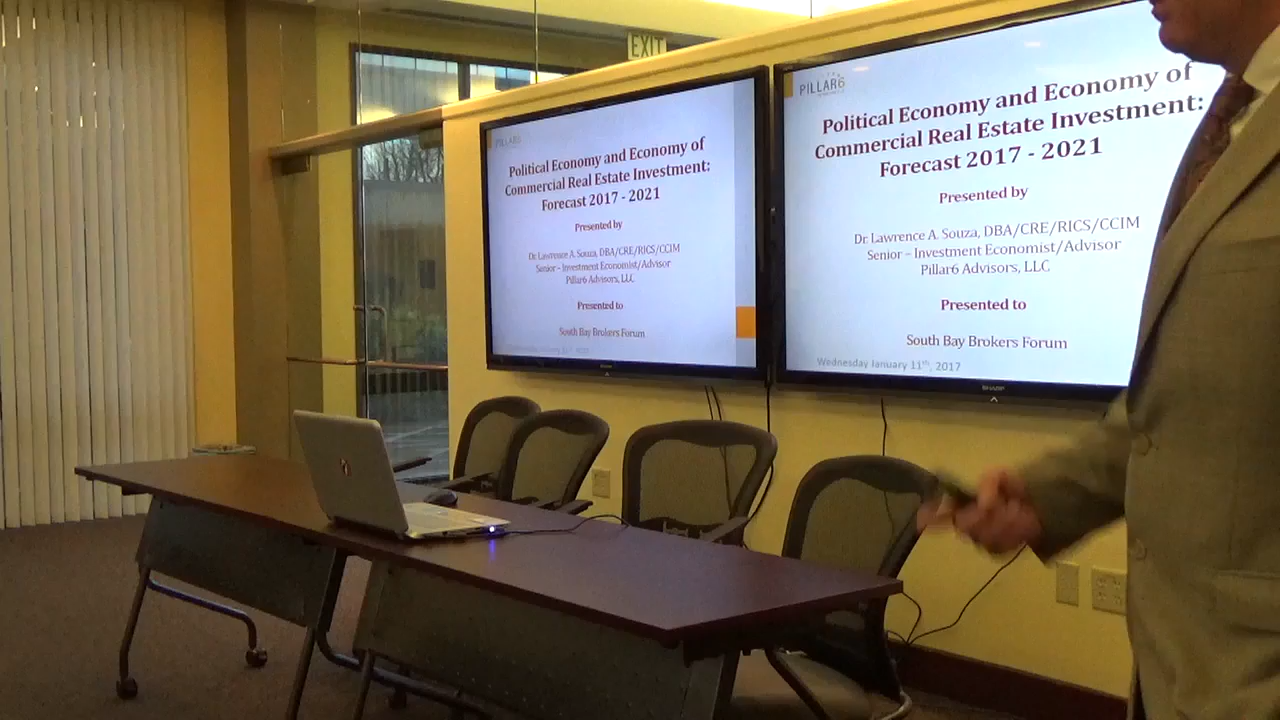 EXIT
PILLAR6
Political Economy and Economy of
Commercial Real Estate Investment:
Forecast 2017 - 2021
Presented by
Dr. Lawrence A. Souza, DBA/CRE/RICS/CCIM
Senior – Investment Economist/Advisor
Pillar6 Advisors, LLC
Presented to
South Bay Brokers Forum
PILLAR6
Political Economy and Economy of
Commercial Real Estate Investment:
Forecast 2017 - 2021
Presented by
Dr. Lawrence A. Souza, DBA/CRE/RICS/CCIM
Senior – Investment Economist/Advisor
Pillar6 Advisors, LLC
Presented to
South Bay Brokers Forum
Wednesday January 11th, 2017
SHARP